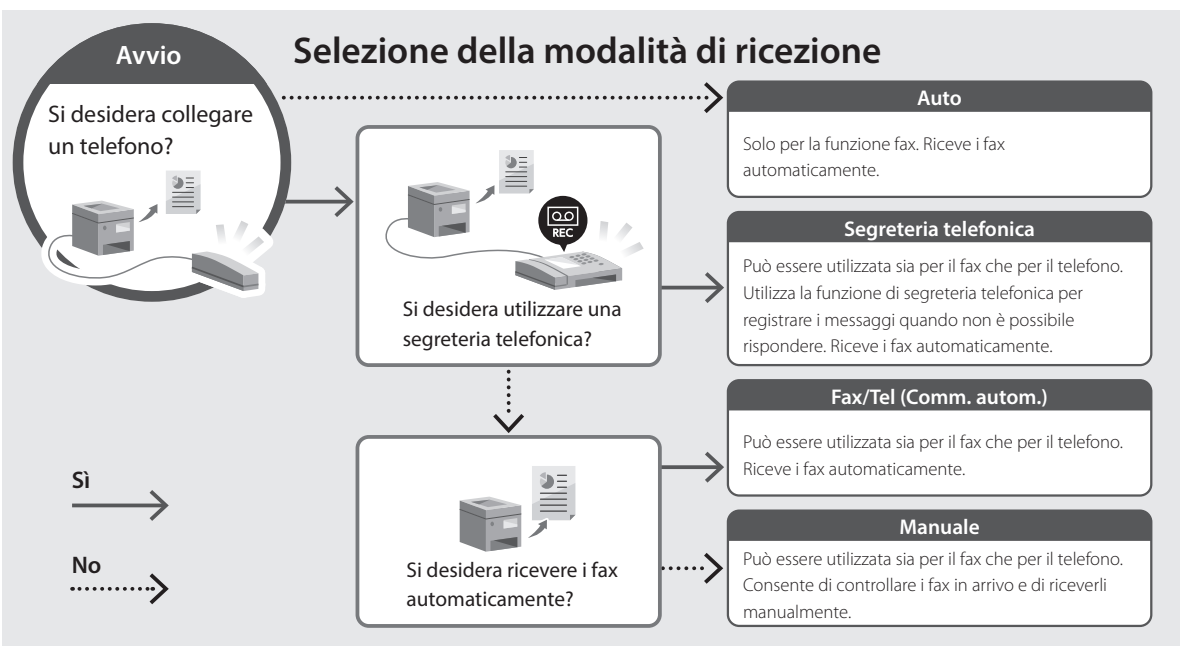 Avvio
Selezione della modalità di ricezione
Si desidera collegare
un telefono?
REC
Si desidera utilizzare una
segreteria telefonica?
Si desidera ricevere i fax
automaticamente?
Auto
Solo per la funzione fax. Riceve i fax
automaticamente.
Segreteria telefonica
Può essere utilizzata sia per il fax che per il telefono.
Utilizza la funzione di segreteria telefonica per
registrare i messaggi quando non è possibile
rispondere. Riceve i fax automaticamente.
Fax/Tel (Comm. autom.)
Può essere utilizzata sia per il fax che per il telefono.
Riceve i fax automaticamente.
Manuale
Può essere utilizzata sia per il fax che per il telefono.
Consente di controllare i fax in arrivo e di riceverli
manualmente.
Sì
No